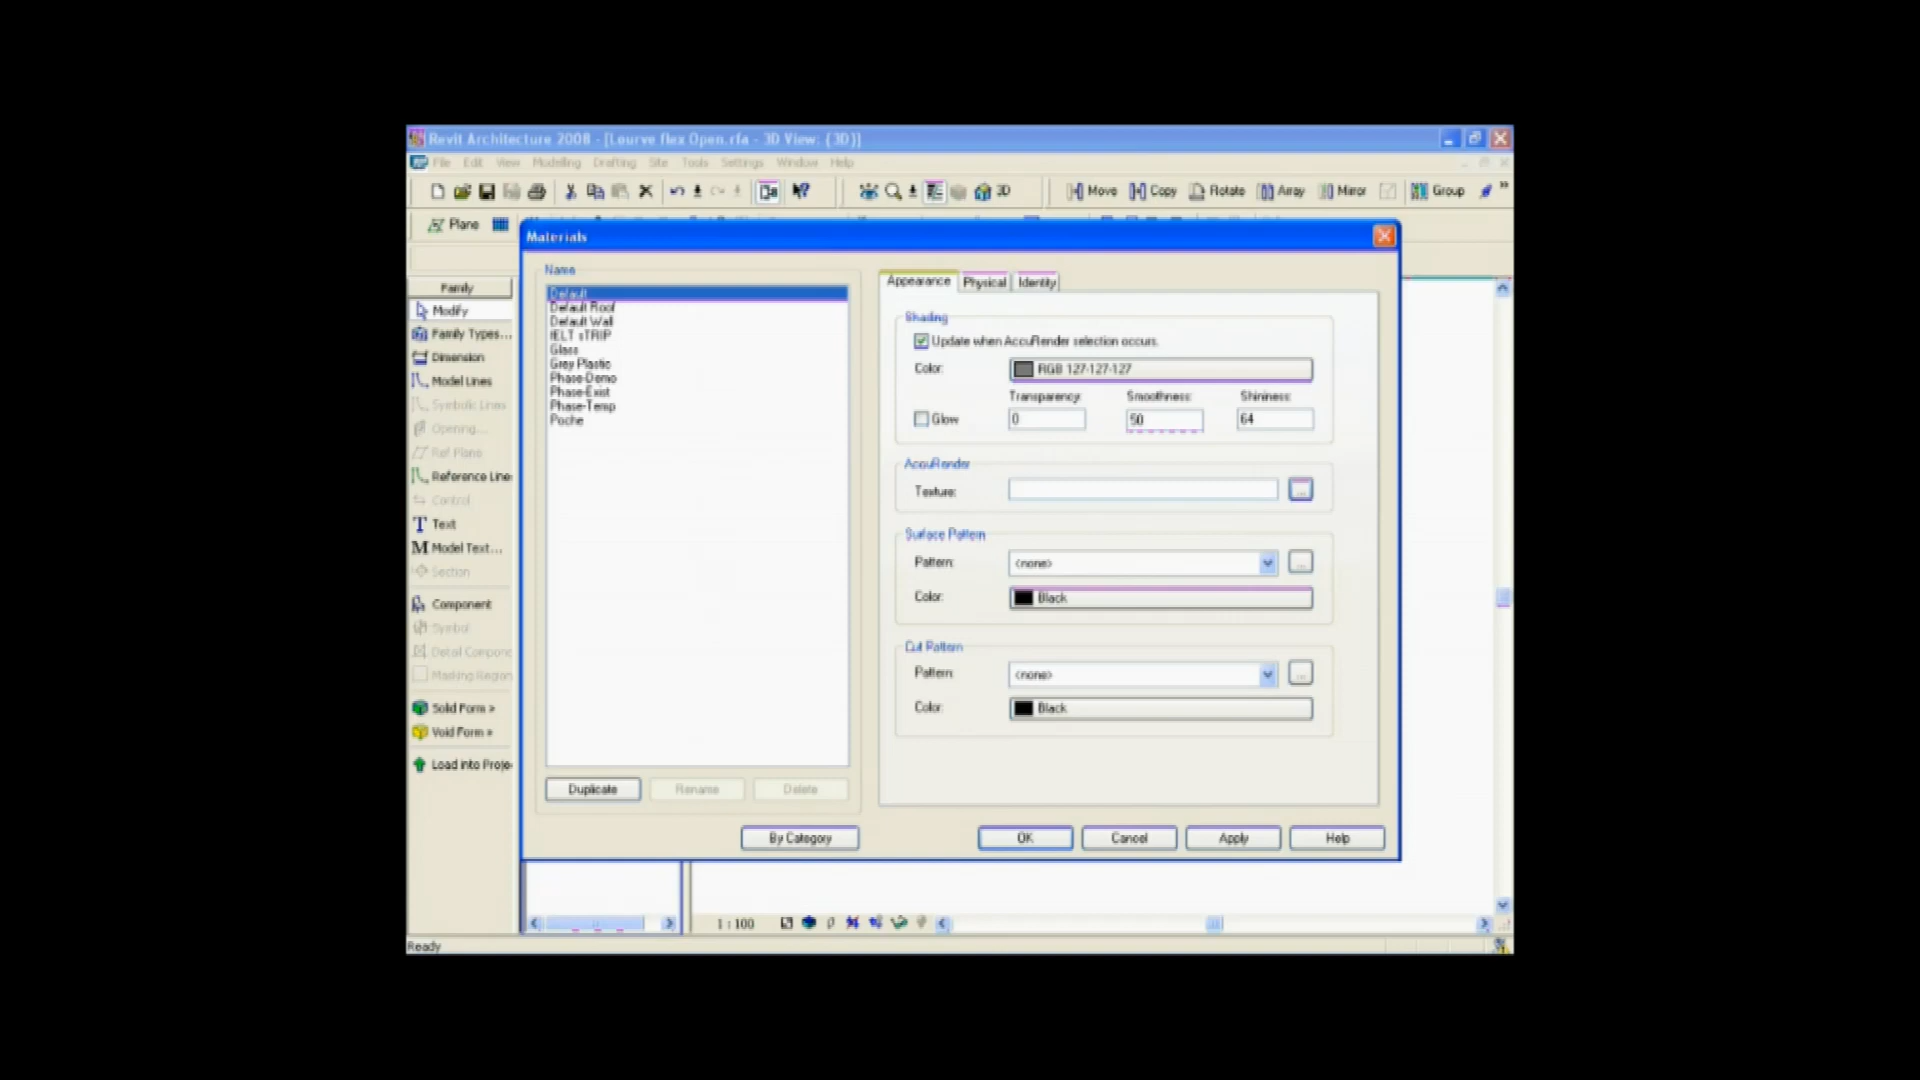 Revit Architecture 2008 - [Lourve flex Open.rfa - 3D View: {3D}]
File Edit View Modelling Drafting Site Tools Settings Window Help
3D Move Copy Rotate Array Mirror Group
Plane
Materials
Family
Modify
Family Types...
Dimension
Model Lines
Symbolic Lines
Opening...
Ref Plane
Reference Line
Control
Text
Model Text...
Section
Component
Symbol
Detail Compone
Masking Region
Solid Form »
Void Form »
Load into Proje
Name
Default
Default Roof
Default Wall
fELT sTRIP
Glass
Grey Plastic
Phase-Demo
Phase-Exist
Phase-Temp
Poche
Duplicate Rename Delete
Appearance Physical Identity
Shading
Update when AccuRender selection occurs.
Color: RGB 127-127-127
Transparency: Smoothness: Shininess:
Glow 0 50 64
AccuRender
Texture: ...
Surface Pattern
Pattern: <none> ...
Color: Black
Cut Pattern
Pattern: <none> ...
Color: Black
By Category OK Cancel Apply Help
1 : 100
Ready